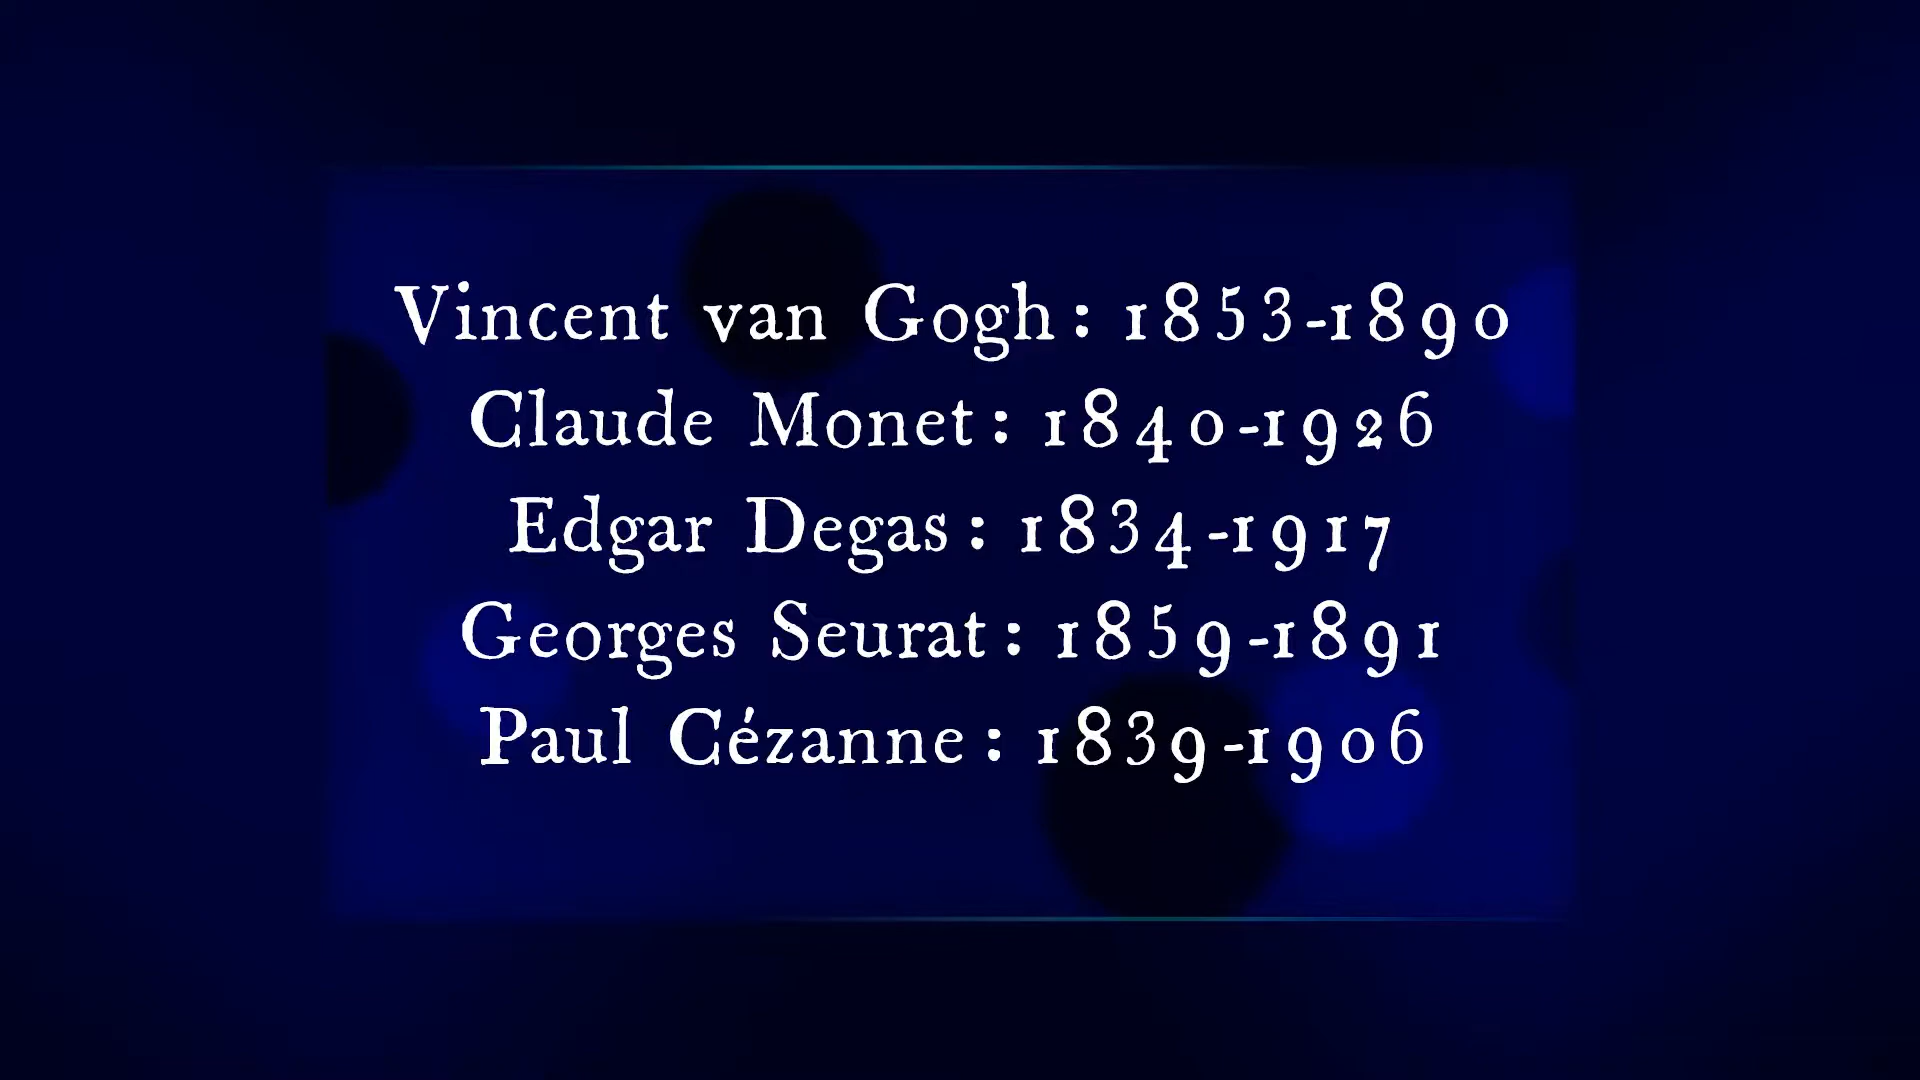 Vincent van Gogh: 1853-1890
Claude Monet: 1840-1926
Edgar Degas: 1834-1917
Georges Seurat: 1859-1891
Paul Cézanne: 1839-1906